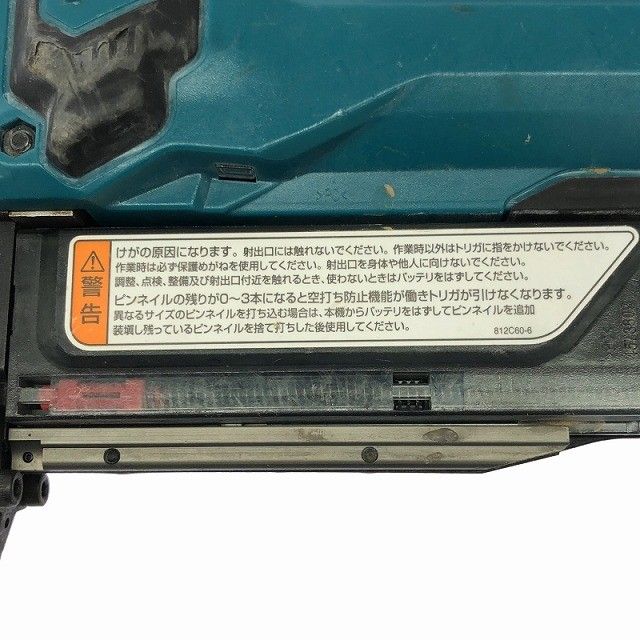 警告
けがの原因になります。射出口には触れないでください。作業時以外はトリガに指をかけないでください。
作業時は必ず保護めがねを使用してください。射出口を身体や他人に向けないでください。
調整、点検、整備及び射出口付近を触れるとき、使わないときはバッテリをはずしてください。
ピンネイルの残りが0〜3本になると空打ち防止機能が働きトリガが引けなくなります。
異なるサイズのピンネイルを打ち込む場合は、本機からバッテリをはずしてピンネイルを追加
装填し残っているピンネイルを捨て打ちした後使用してください。
812C60-6